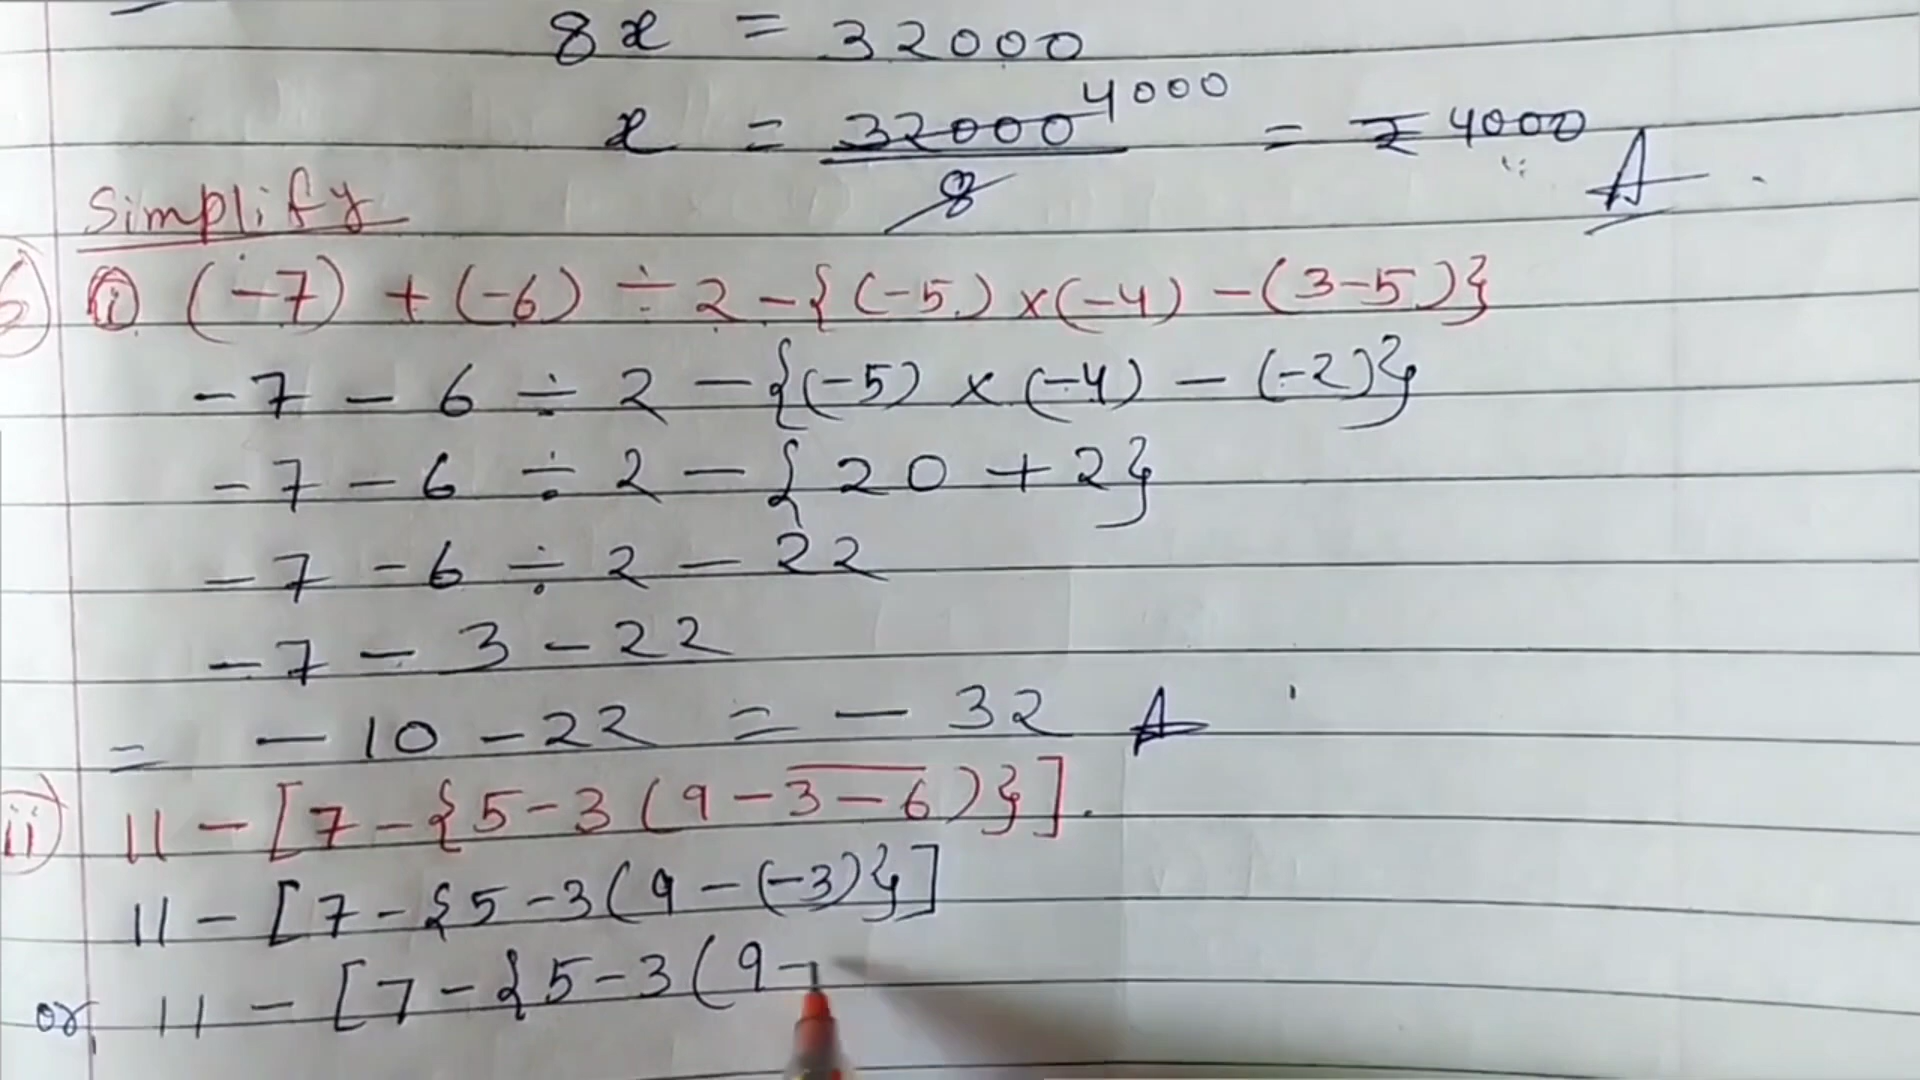 8x = 32000
x = 32000/8 4000 = ₹ 4000 A.
Simplify
6) (i) (-7) + (-6) ÷ 2 - {(-5) × (-4) - (3-5)}
-7 - 6 ÷ 2 - {(-5) × (-4) - (-2)}
-7 - 6 ÷ 2 - {20 + 2}
-7 - 6 ÷ 2 - 22
-7 - 3 - 22
= -10 - 22 = - 32 A
ii) 11 - [7 - {5 - 3 (9 - 3̅ ̅-̅ ̅6̅)}].
11 - [7 - {5 - 3 (9 - (-3)}]
or 11 - [7 - {5 - 3 (9 -